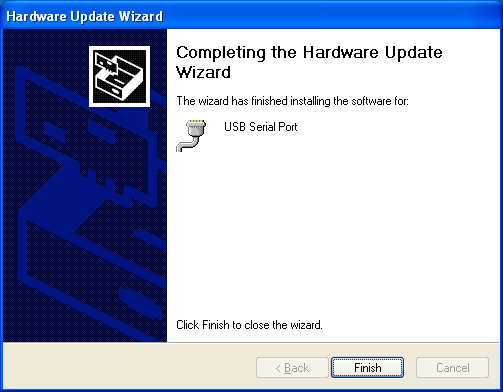 Hardware Update Wizard
Completing the Hardware Update
Wizard
The wizard has finished installing the software for:
USB Serial Port
Click Finish to close the wizard.
< Back
Finish
Cancel